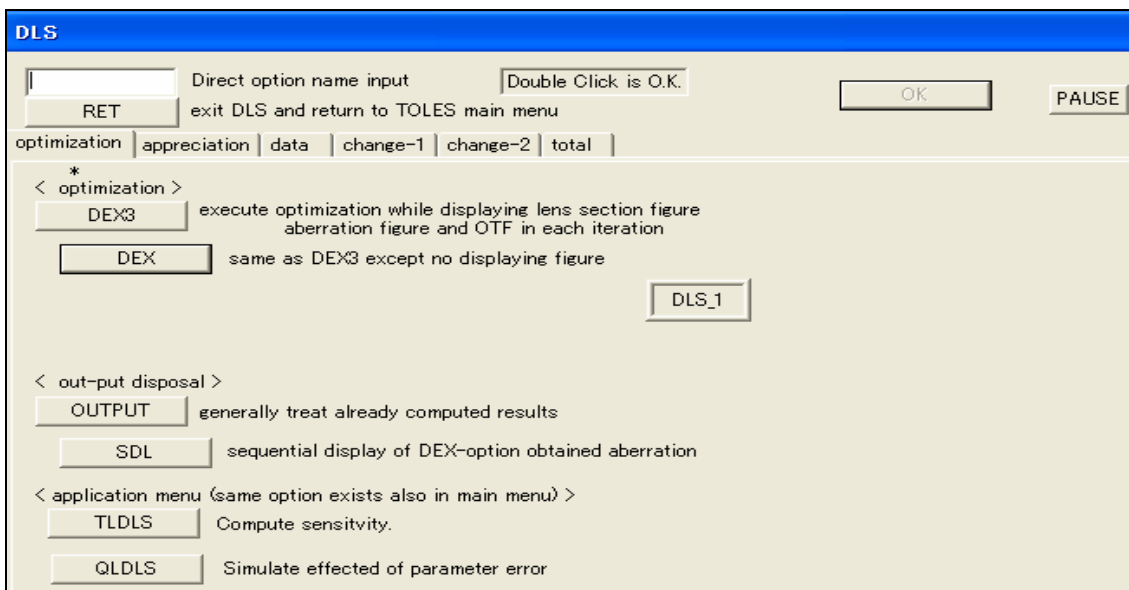 DLS
Direct option name input Double Click is O.K. OK PAUSE
RET exit DLS and return to TOLES main menu
optimization appreciation data change-1 change-2 total
*
< optimization >
DEX3 execute optimization while displaying lens section figure
aberration figure and OTF in each iteration
DEX same as DEX3 except no displaying figure
DLS_1
< out-put disposal >
OUTPUT generally treat already computed results
SDL sequential display of DEX-option obtained aberration
< application menu (same option exists also in main menu) >
TLDLS Compute sensitvity.
QLDLS Simulate effected of parameter error